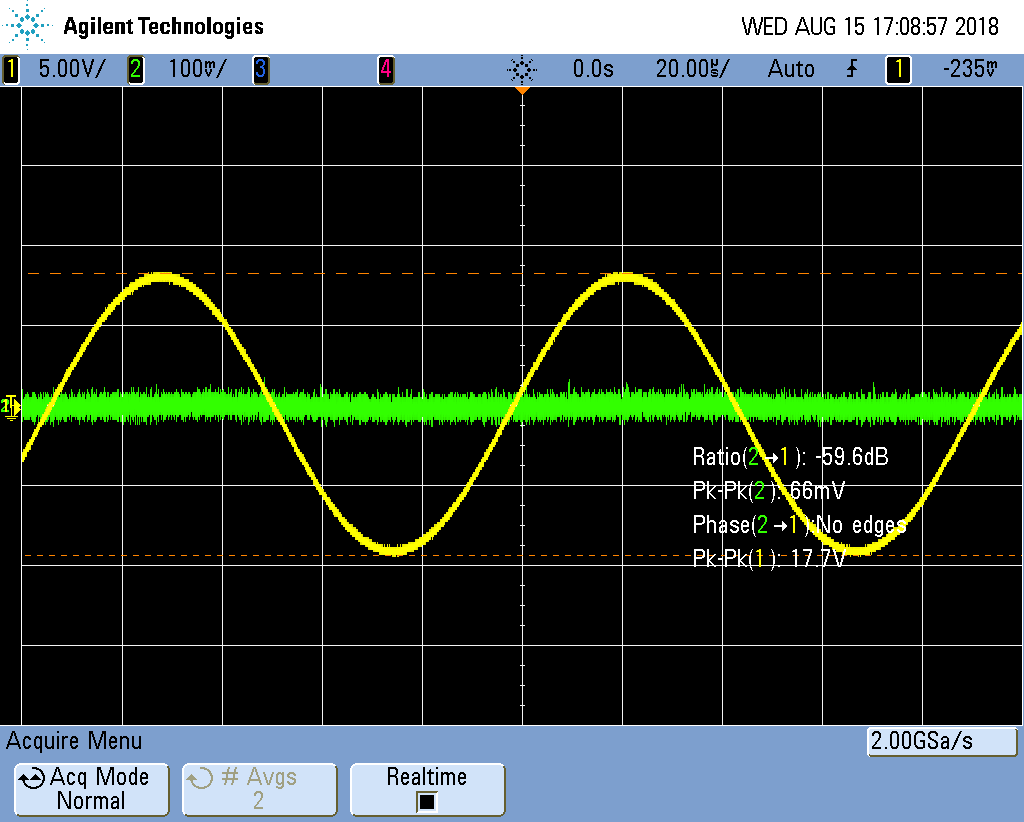 Agilent Technologies WED AUG 15 17:08:57 2018
1 5.00V/ 2 100mV/ 3 4 0.0s 20.00µs/ Auto 1 -235mV
2
Ratio(2→1): -59.6dB
Pk-Pk(2): 66mV
Phase(2→1):No edges
Pk-Pk(1): 17.7V
Acquire Menu 2.00GSa/s
Acq Mode # Avgs Realtime
Normal 2